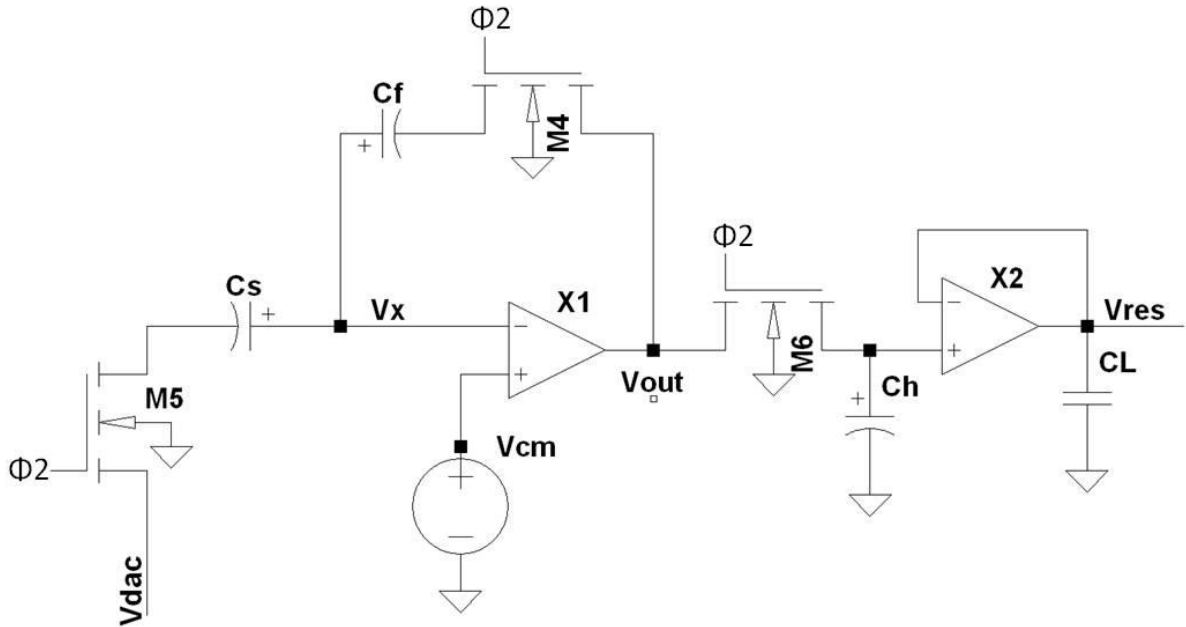 Φ2
Cf
+
M4
Φ2
Cs
+
Vx
X1
−
+
Vout
M6
X2
−
+
Vres
CL
Ch
+
M5
Φ2
Vcm
+
−
Vdac